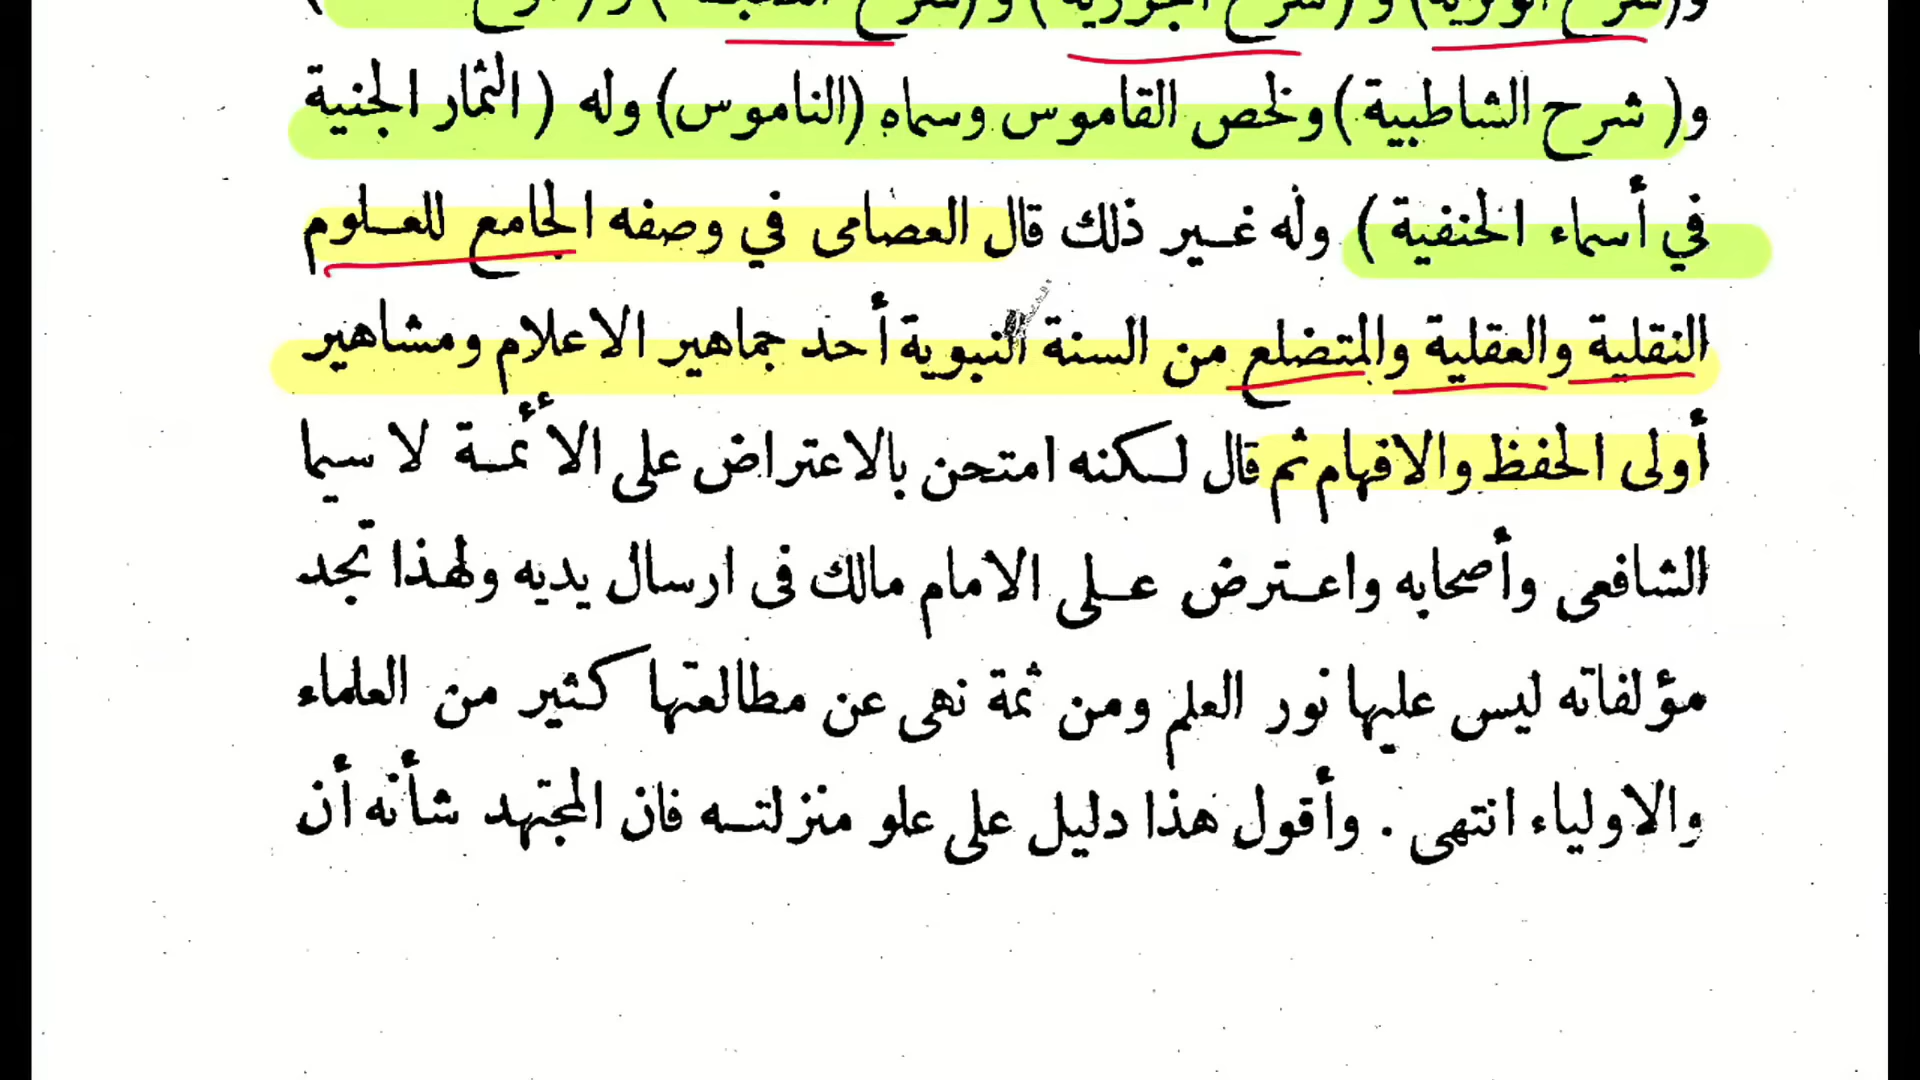 و(شرح الشاطبية) ولخص القاموس وسماه (الناموس) وله (الثمار الجنية
في أسماء الحنفية) وله غير ذلك قال العصامى في وصفه الجامع للعلوم
النقلية والعقلية والمتضلع من السنة النبوية أحد جماهير الاعلام ومشاهير
أولى الحفظ والافهام ثم قال لكنه امتحن بالاعتراض على الأئمة لا سيما
الشافعى وأصحابه واعترض على الامام مالك فى ارسال يديه ولهذا تجد
مؤلفاته ليس عليها نور العلم ومن ثمة نهى عن مطالعتها كثير من العلماء
والاولياء انتهى . وأقول هذا دليل على علو منزلته فان المجتهد شأنه أن